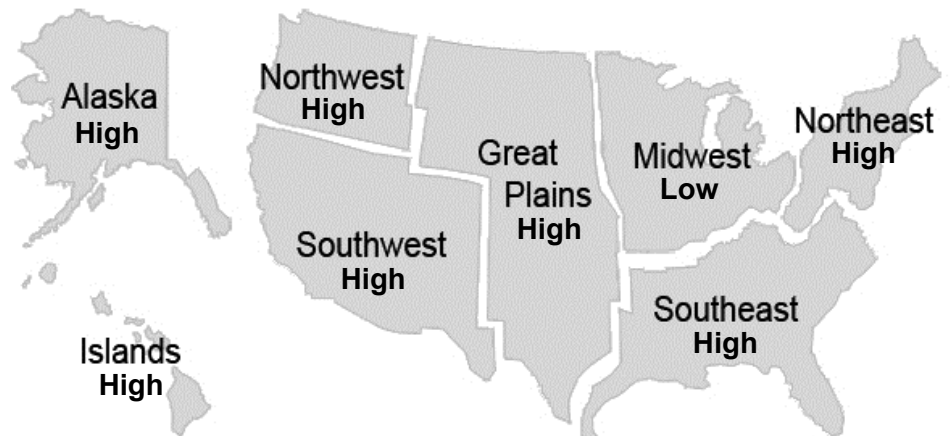 Alaska
High
Northwest
High
Great
Plains
High
Midwest
Low
Northeast
High
Southwest
High
Southeast
High
Islands
High